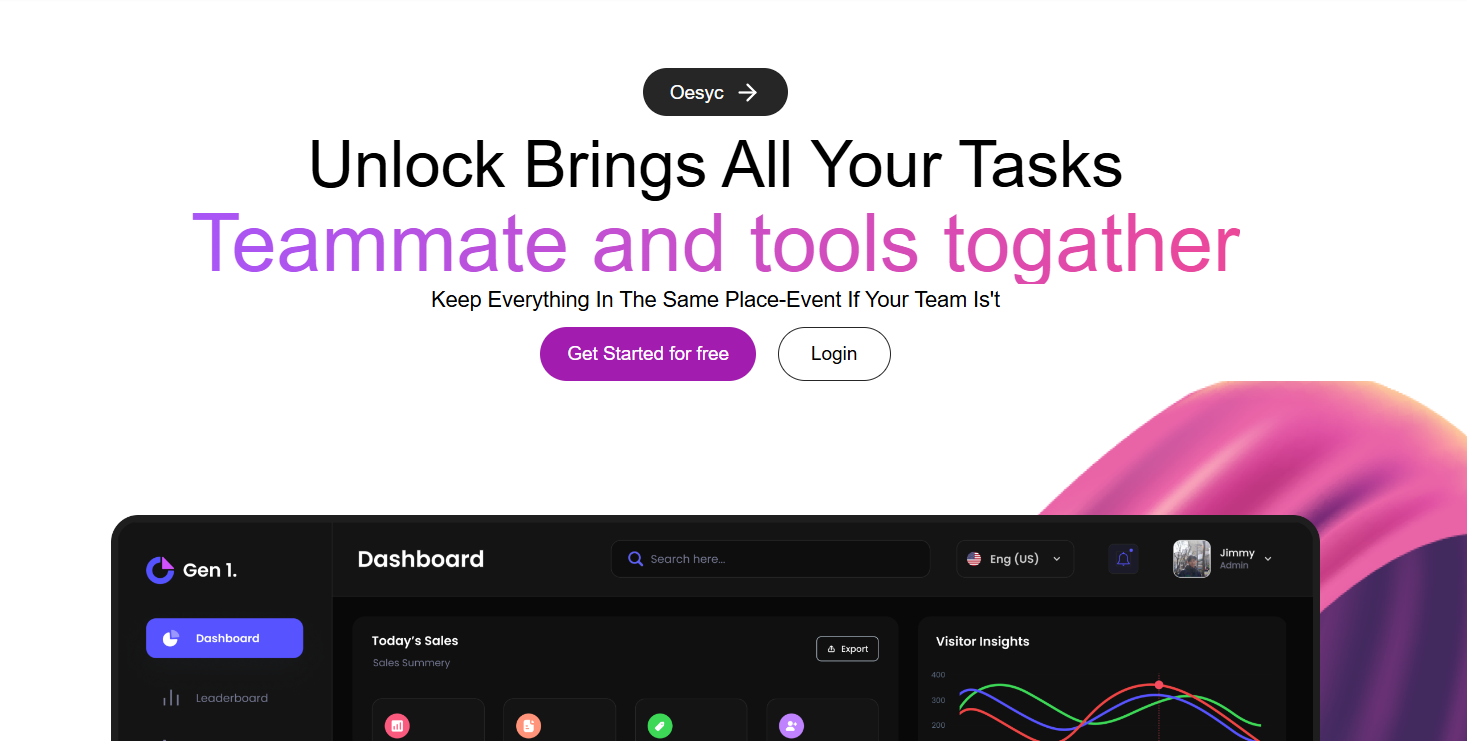 Oesyc
Unlock Brings All Your Tasks
Teammate and tools togather
Keep Everything In The Same Place-Event If Your Team Is't
Get Started for free
Login
Gen 1.
Dashboard
Search here...
Eng (US)
Jimmy
Admin
Dashboard
Leaderboard
Today's Sales
Sales Summery
Export
Visitor Insights
400
300
200